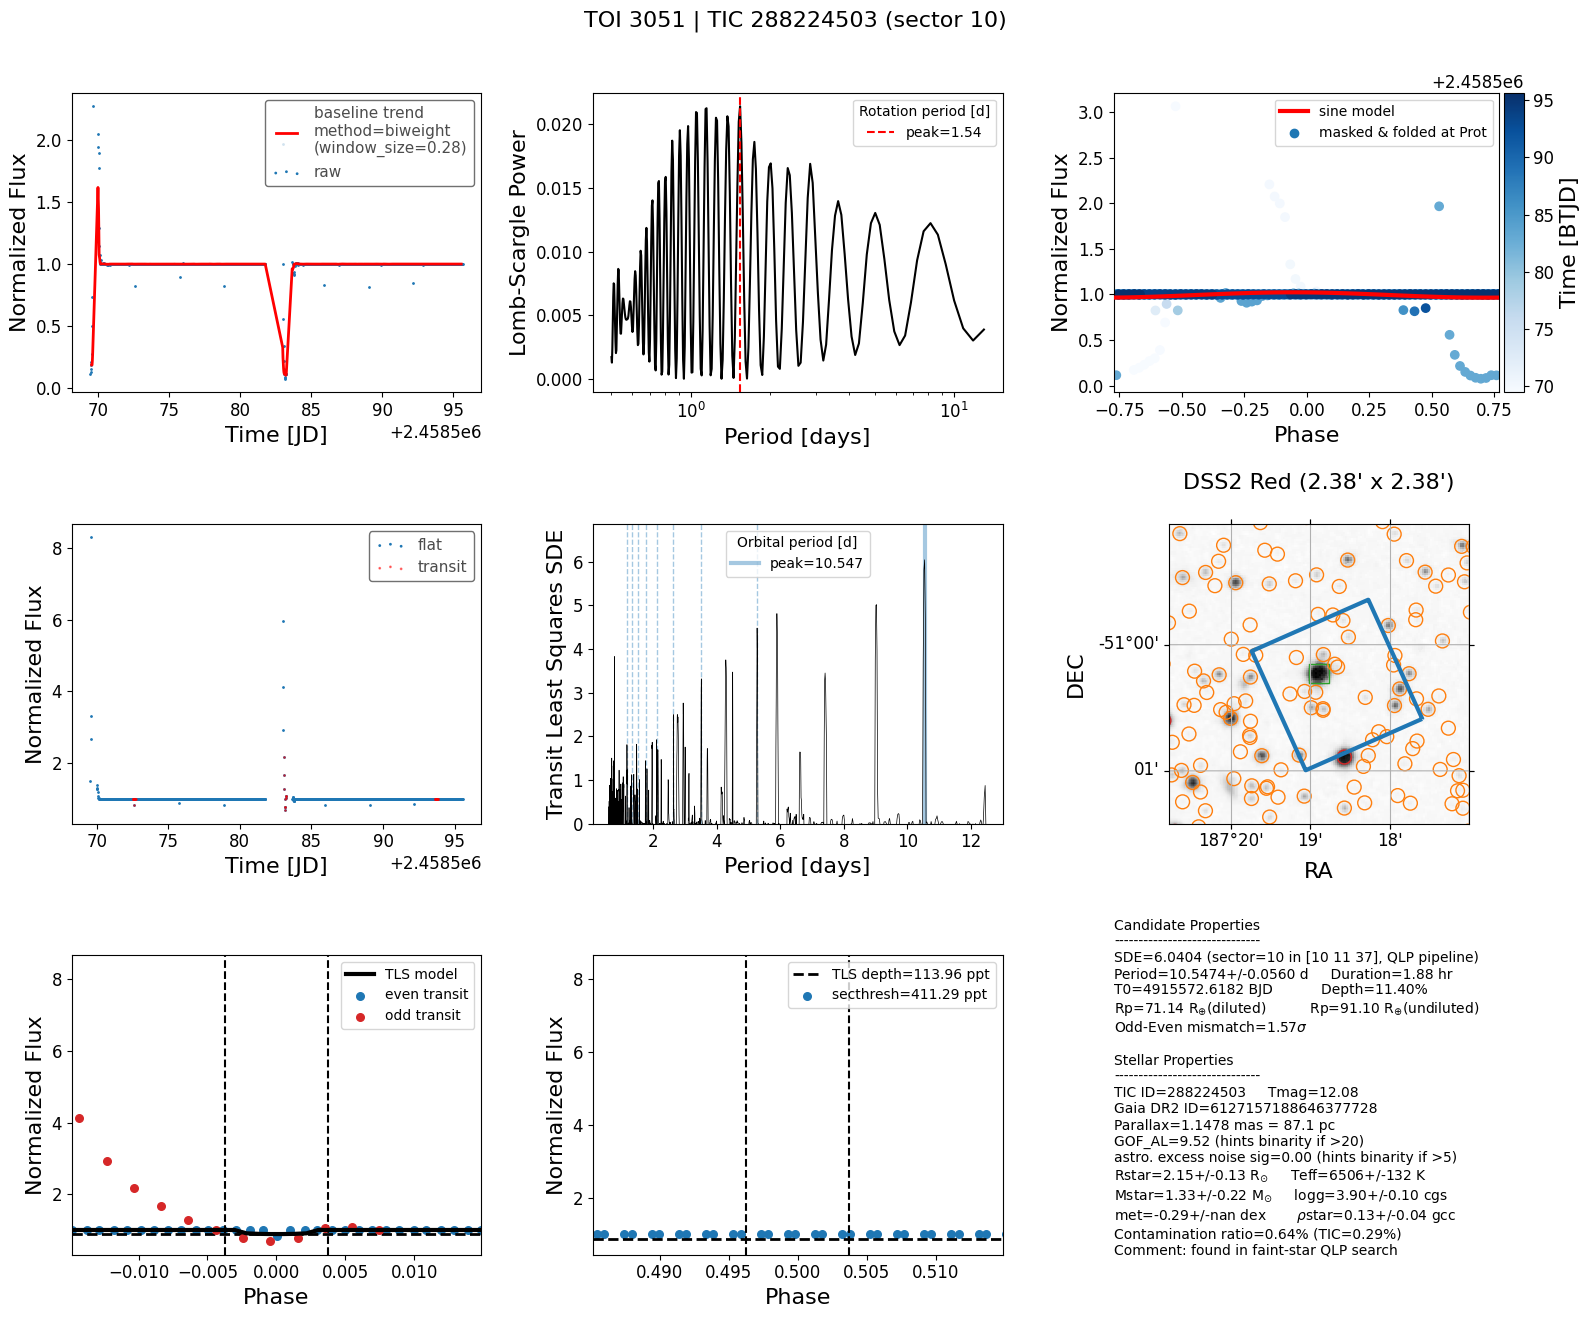 TOI 3051 | TIC 288224503 (sector 10)
Normalized Flux
2.0
1.5
1.0
0.5
0.0
baseline trend
method=biweight
(window_size=0.28)
raw
70 75 80 85 90 95
Time [JD]
+2.4585e6
Lomb-Scargle Power
0.020
0.015
0.010
0.005
0.000
Rotation period [d]
peak=1.54
10⁰ 10¹
Period [days]
+2.4585e6
Normalized Flux
3.0
2.5
2.0
1.5
1.0
0.5
0.0
sine model
masked & folded at Prot
−0.75 −0.50 −0.25 0.00 0.25 0.50 0.75
Phase
95
90
85
80
75
70
Time [BTJD]
Normalized Flux
8
6
4
2
flat
transit
70 75 80 85 90 95
Time [JD]
+2.4585e6
Transit Least Squares SDE
6
5
4
3
2
1
0
Orbital period [d]
peak=10.547
2 4 6 8 10 12
Period [days]
DSS2 Red (2.38' x 2.38')
DEC
-51°00'
01'
187°20' 19' 18'
RA
Normalized Flux
8
6
4
2
TLS model
even transit
odd transit
−0.010 −0.005 0.000 0.005 0.010
Phase
Normalized Flux
8
6
4
2
TLS depth=113.96 ppt
secthresh=411.29 ppt
0.490 0.495 0.500 0.505 0.510
Phase
Candidate Properties
------------------------------
SDE=6.0404 (sector=10 in [10 11 37], QLP pipeline)
Period=10.5474+/-0.0560 d Duration=1.88 hr
T0=4915572.6182 BJD Depth=11.40%
Rp=71.14 R⊕(diluted) Rp=91.10 R⊕(undiluted)
Odd-Even mismatch=1.57σ
Stellar Properties
------------------------------
TIC ID=288224503 Tmag=12.08
Gaia DR2 ID=6127157188646377728
Parallax=1.1478 mas = 87.1 pc
GOF_AL=9.52 (hints binarity if >20)
astro. excess noise sig=0.00 (hints binarity if >5)
Rstar=2.15+/-0.13 R⊙ Teff=6506+/-132 K
Mstar=1.33+/-0.22 M⊙ logg=3.90+/-0.10 cgs
met=-0.29+/-nan dex ρstar=0.13+/-0.04 gcc
Contamination ratio=0.64% (TIC=0.29%)
Comment: found in faint-star QLP search